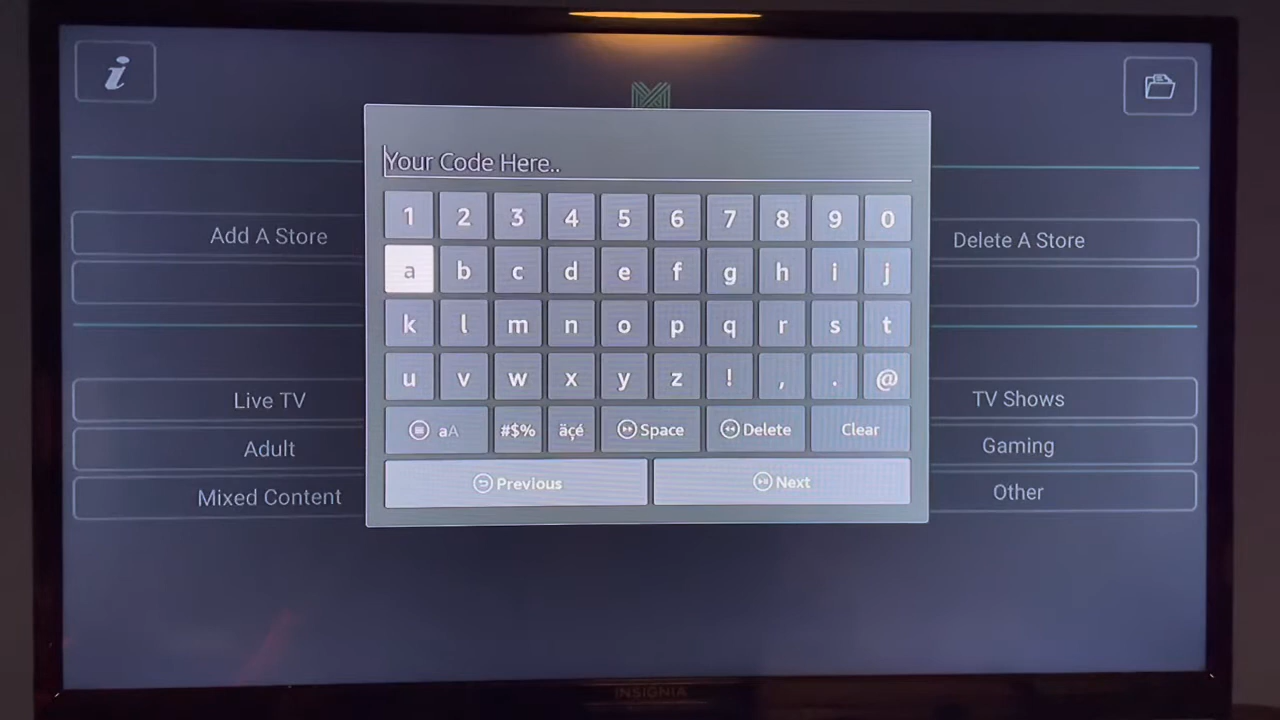 i
Your Code Here..
1 2 3 4 5 6 7 8 9 0
a b c d e f g h i j
k l m n o p q r s t
u v w x y z ! , . @
aA #$% äçé Space Delete Clear
Previous Next
Add A Store
Delete A Store
Live TV
TV Shows
Adult
Gaming
Mixed Content
Other
INSIGNIA